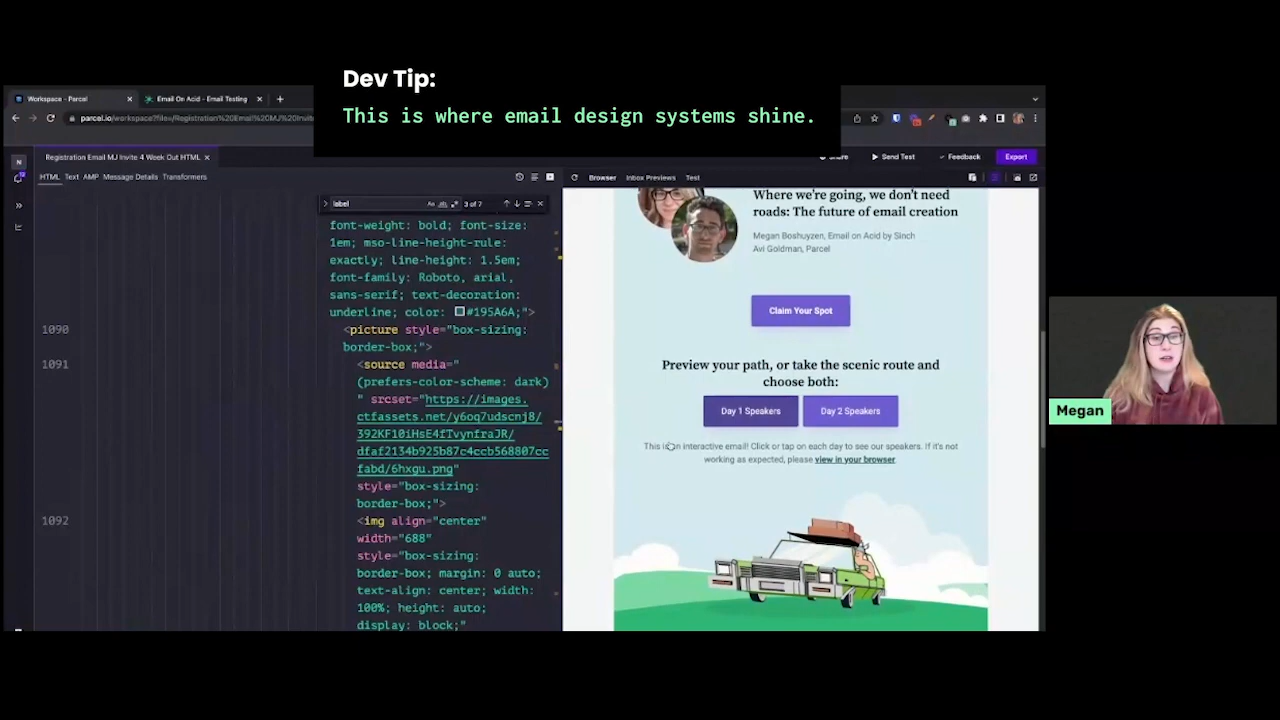 Dev Tip:
This is where email design systems shine.
Workspace - Parcel
Email On Acid - Email Testing
parcel.io/workspace?file=/Registration%20Email%20MJ%20Invite
Registration Email MJ Invite 4 Week Out HTML
Send Test
Feedback
Export
HTML Text AMP Message Details Transformers
Browser Inbox Previews Test
label
3 of 7
font-weight: bold; font-size:
1em; mso-line-height-rule:
exactly; line-height: 1.5em;
font-family: Roboto, arial,
sans-serif; text-decoration:
underline; color: #195A6A;">
1090
<picture style="box-sizing:
border-box;">
1091
<source media="
(prefers-color-scheme: dark)
" srcset="https://images.
ctfassets.net/y6oq7udscnj8/
392KF10iHsE4fTvynfraJR/
dfaf2134b925b87c4ccb568807cc
fabd/6hxgu.png"
style="box-sizing:
border-box;">
1092
<img align="center"
width="688"
style="box-sizing:
border-box; margin: 0 auto;
text-align: center; width:
100%; height: auto;
display: block;"
Where we're going, we don't need
roads: The future of email creation
Megan Boshuyzen, Email on Acid by Sinch
Avi Goldman, Parcel
Claim Your Spot
Preview your path, or take the scenic route and
choose both:
Day 1 Speakers
Day 2 Speakers
This is an interactive email! Click or tap on each day to see our speakers. If it's not
working as expected, please view in your browser
Megan